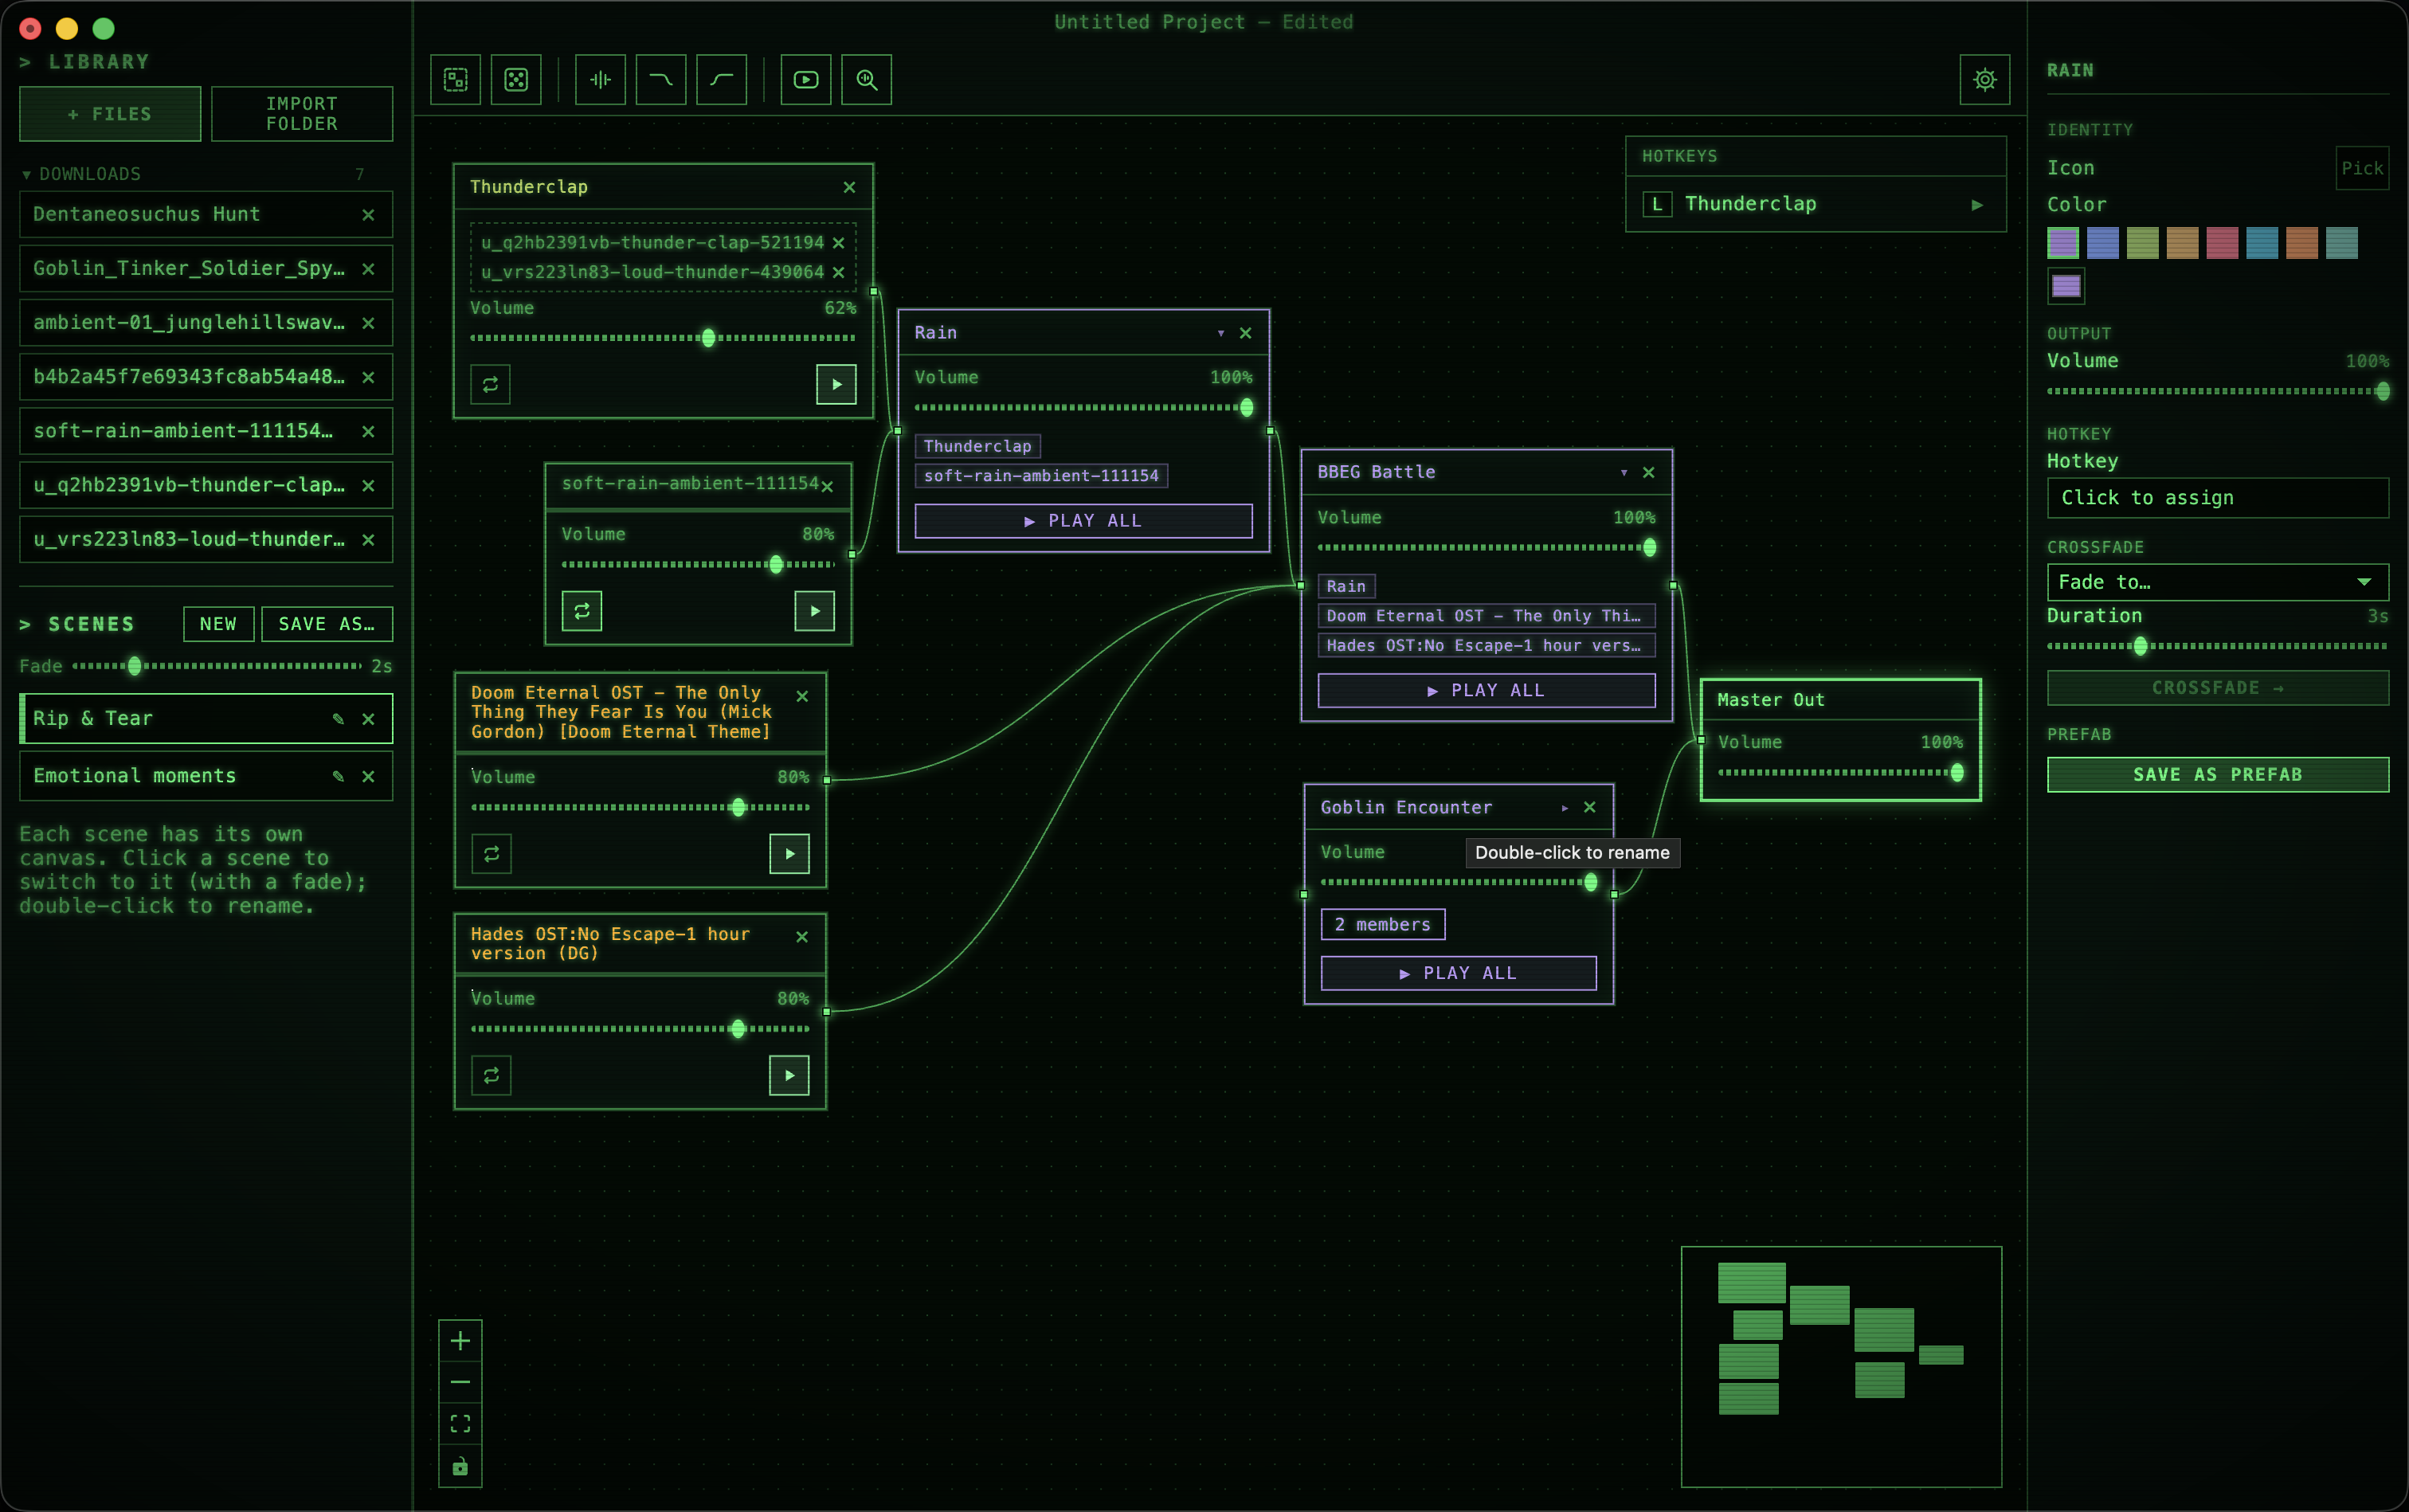 Untitled Project — Edited
> LIBRARY
+ FILES
IMPORT
FOLDER
▼ DOWNLOADS 7
Dentaneosuchus Hunt ×
Goblin_Tinker_Soldier_Spy… ×
ambient-01_junglehillswav… ×
b4b2a45f7e69343fc8ab54a48… ×
soft-rain-ambient-111154… ×
u_q2hb2391vb-thunder-clap… ×
u_vrs223ln83-loud-thunder… ×
> SCENES
NEW
SAVE AS…
Fade 2s
Rip & Tear ✎ ×
Emotional moments ✎ ×
Each scene has its own
canvas. Click a scene to
switch to it (with a fade);
double-click to rename.
Thunderclap ×
u_q2hb2391vb-thunder-clap-521194 ×
u_vrs223ln83-loud-thunder-439064 ×
Volume 62%
soft-rain-ambient-111154 ×
Volume 80%
Doom Eternal OST - The Only
Thing They Fear Is You (Mick
Gordon) [Doom Eternal Theme]
×
Volume 80%
Hades OST:No Escape-1 hour
version (DG)
×
Volume 80%
Rain ▾ ×
Volume 100%
Thunderclap
soft-rain-ambient-111154
▶ PLAY ALL
BBEG Battle ▾ ×
Volume 100%
Rain
Doom Eternal OST - The Only Thi…
Hades OST:No Escape-1 hour vers…
▶ PLAY ALL
Goblin Encounter ▸ ×
Volume
Double-click to rename
2 members
▶ PLAY ALL
Master Out
Volume 100%
HOTKEYS
L Thunderclap ▶
RAIN
IDENTITY
Icon Pick
Color
OUTPUT
Volume 100%
HOTKEY
Hotkey
Click to assign
CROSSFADE
Fade to…
Duration 3s
CROSSFADE →
PREFAB
SAVE AS PREFAB